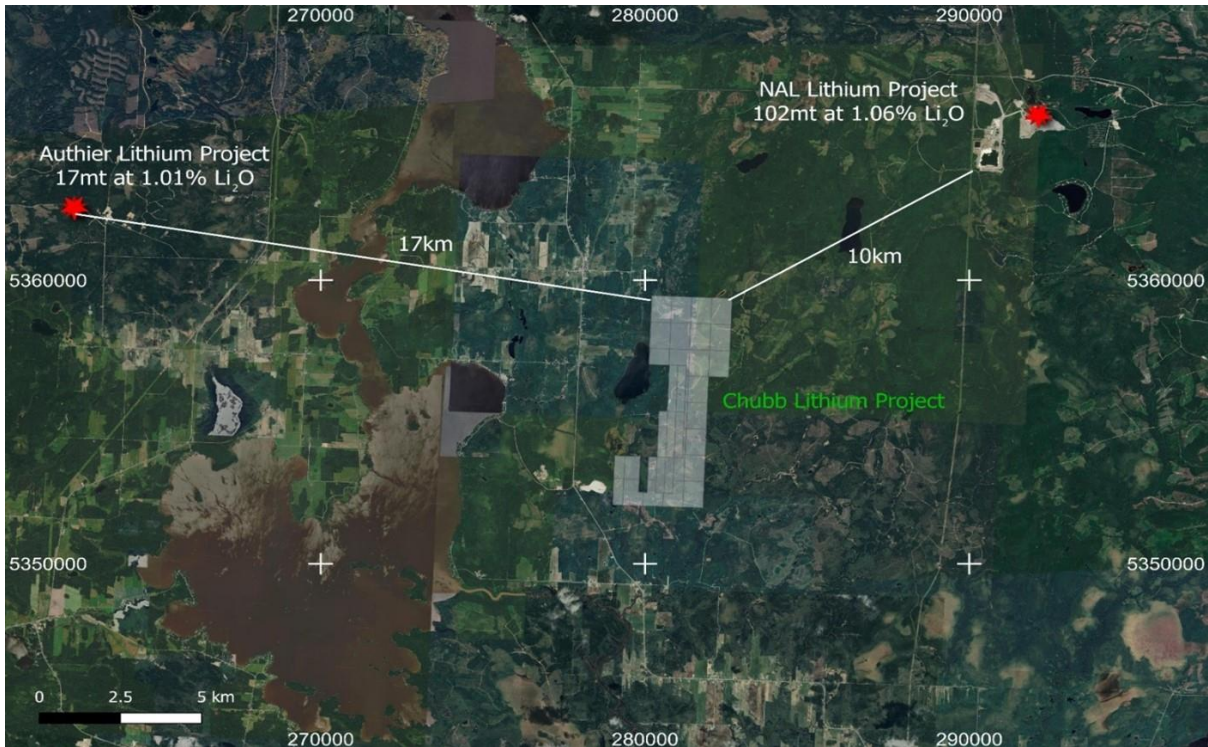 270000
280000
290000
NAL Lithium Project
102mt at 1.06% Li₂O
Authier Lithium Project
17mt at 1.01% Li₂O
17km
10km
5360000
5360000
Chubb Lithium Project
5350000
5350000
0 2.5 5 km
270000
280000
290000